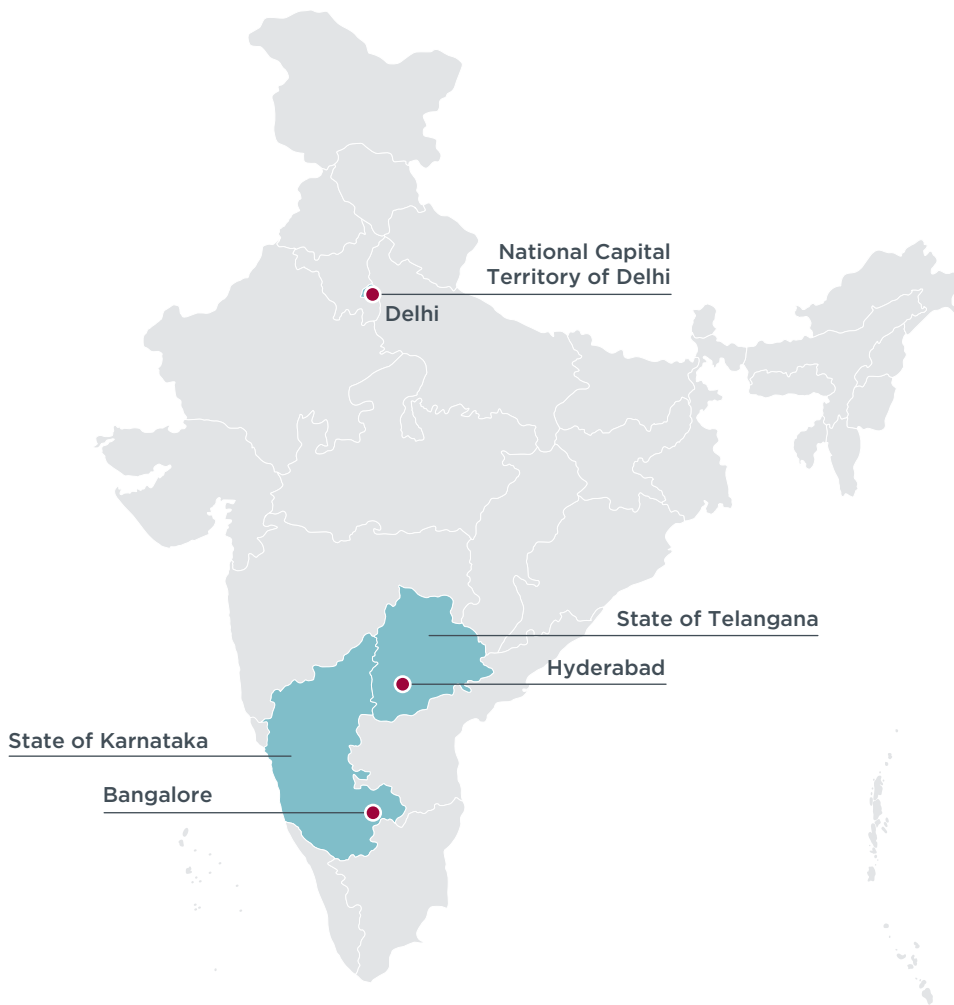 National Capital
Territory of Delhi
Delhi
State of Telangana
Hyderabad
State of Karnataka
Bangalore